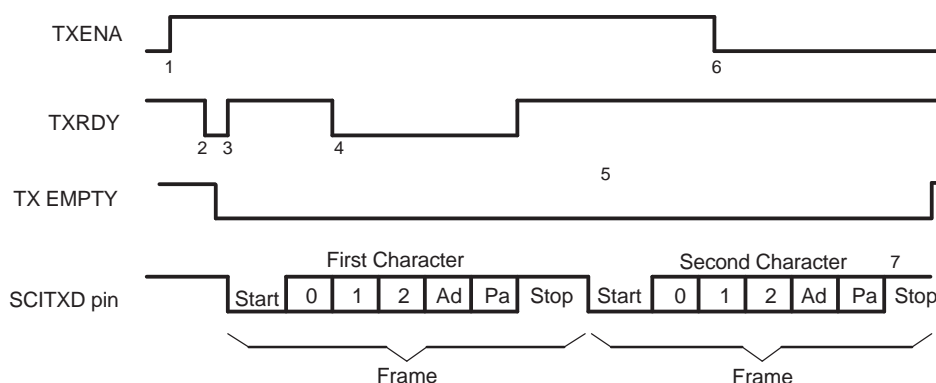 TXENA
1 6
TXRDY
2 3 4
5
TX EMPTY
First Character Second Character 7
SCITXD pin Start 0 1 2 Ad Pa Stop Start 0 1 2 Ad Pa Stop
Frame Frame